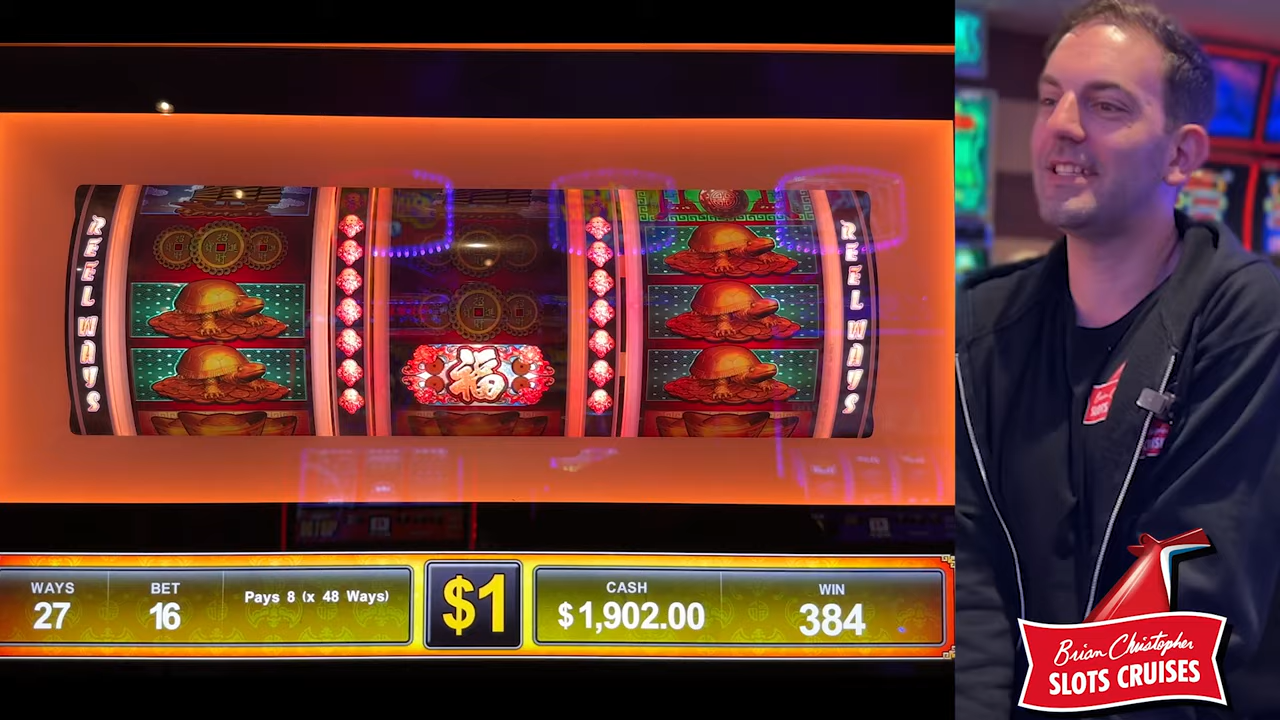 REEL WAYS
福
REEL WAYS
WAYS
27
BET
16
Pays 8 (x 48 Ways)
$1
CASH
$1,902.00
WIN
384
Brian Christopher
SLOTS CRUISES